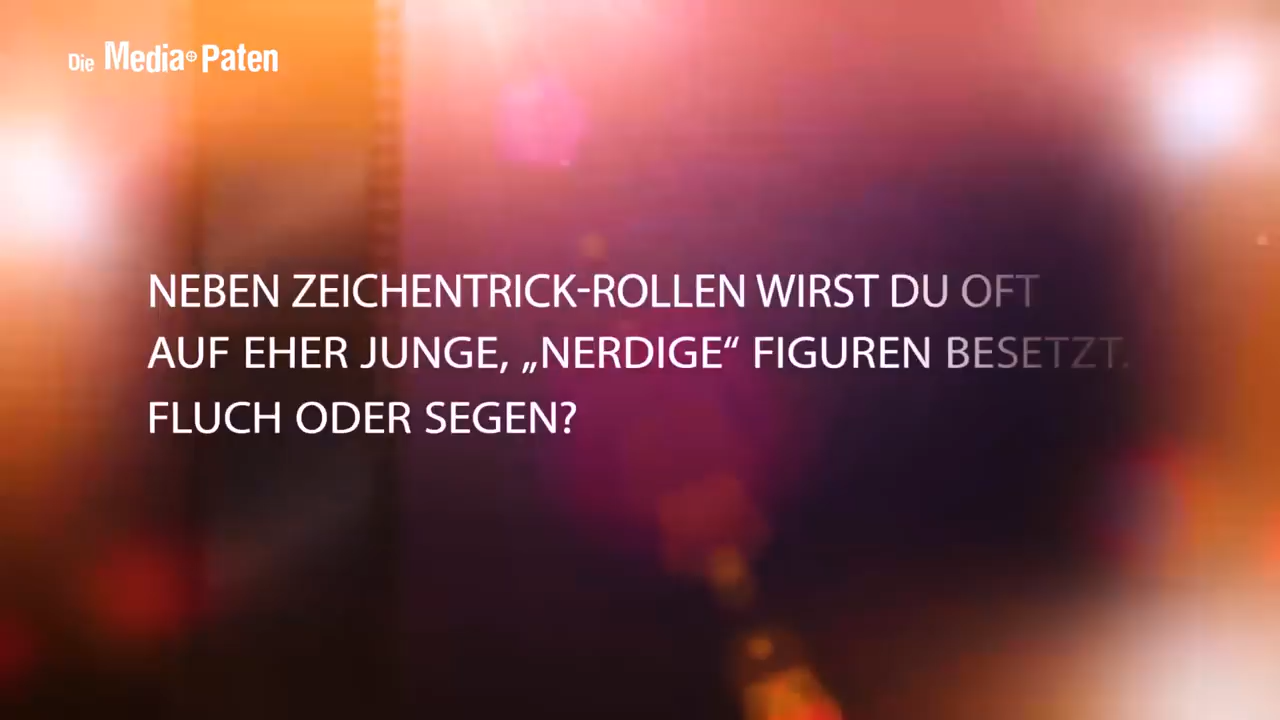 Die Media Paten
NEBEN ZEICHENTRICK-ROLLEN WIRST DU OFT
AUF EHER JUNGE, „NERDIGE“ FIGUREN BESETZT.
FLUCH ODER SEGEN?